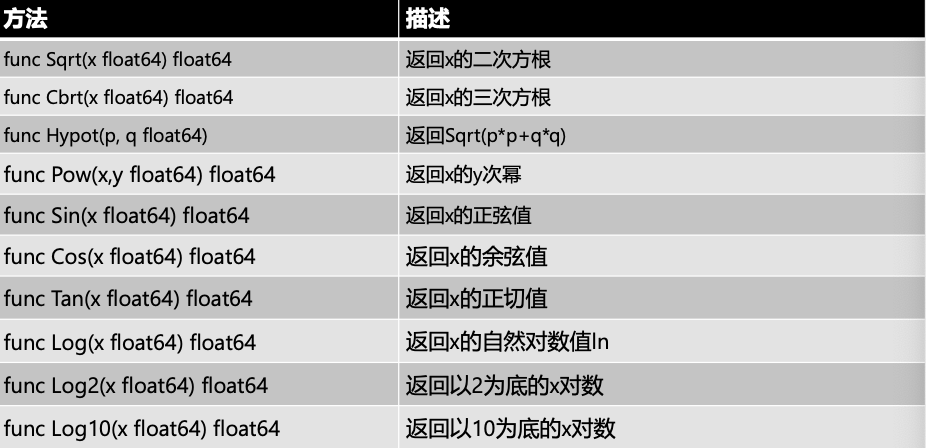 方法 描述
func Sqrt(x float64) float64 返回x的二次方根
func Cbrt(x float64) float64 返回x的三次方根
func Hypot(p, q float64) 返回Sqrt(p*p+q*q)
func Pow(x,y float64) float64 返回x的y次幂
func Sin(x float64) float64 返回x的正弦值
func Cos(x float64) float64 返回x的余弦值
func Tan(x float64) float64 返回x的正切值
func Log(x float64) float64 返回x的自然对数值ln
func Log2(x float64) float64 返回以2为底的x对数
func Log10(x float64) float64 返回以10为底的x对数